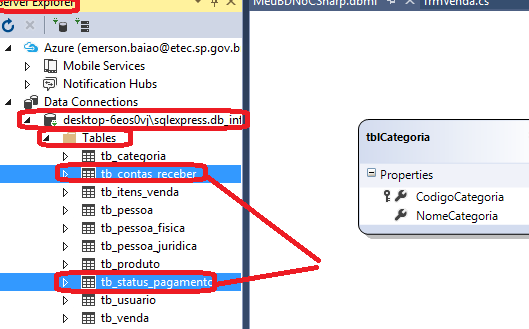 Server Explorer
MeuBDNoCSharp.dbml
frmVenda.cs
Azure (emerson.baiao@etec.sp.gov.b
Mobile Services
Notification Hubs
Data Connections
desktop-6eos0vj\sqlexpress.db_inf
Tables
tb_categoria
tb_contas_receber
tb_itens_venda
tb_pessoa
tb_pessoa_fisica
tb_pessoa_juridica
tb_produto
tb_status_pagamento
tb_usuario
tb_venda
tblCategoria
Properties
CodigoCategoria
NomeCategoria